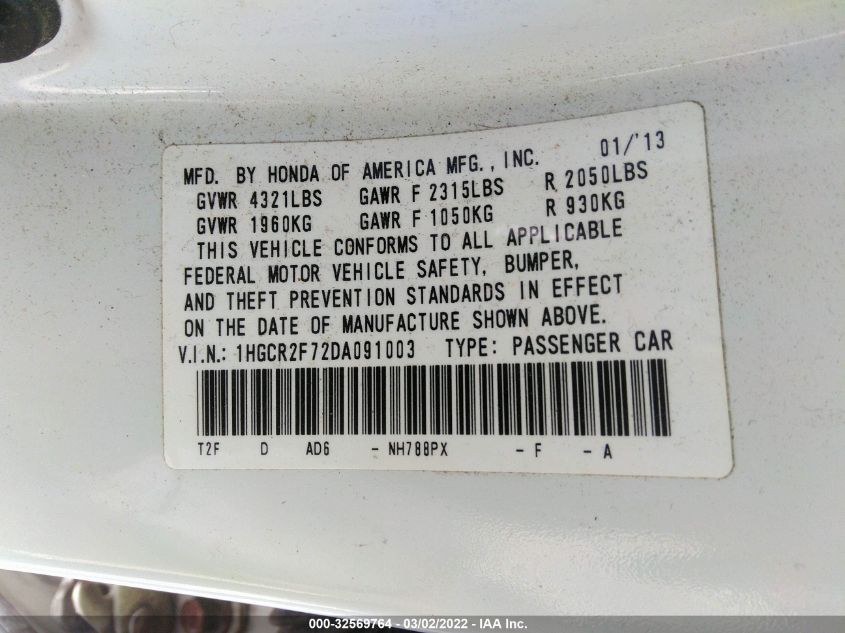 MFD. BY HONDA OF AMERICA MFG., INC. 01/'13
GVWR 4321LBS GAWR F 2315LBS R 2050LBS
GVWR 1960KG GAWR F 1050KG R 930KG
THIS VEHICLE CONFORMS TO ALL APPLICABLE
FEDERAL MOTOR VEHICLE SAFETY, BUMPER,
AND THEFT PREVENTION STANDARDS IN EFFECT
ON THE DATE OF MANUFACTURE SHOWN ABOVE.
V.I.N.: 1HGCR2F72DA091003 TYPE: PASSENGER CAR
T2F D AD6 - NH788PX - F - A
000-32569764 - 03/02/2022 - IAA Inc.